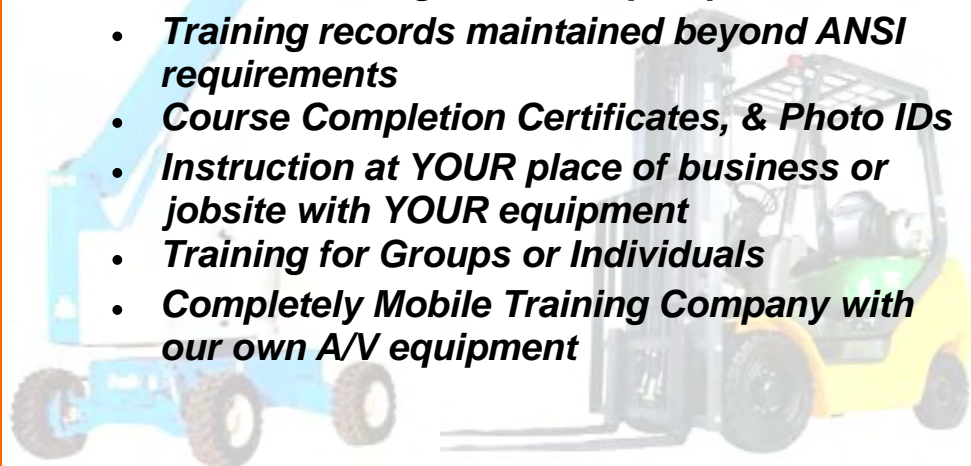 • Training records maintained beyond ANSI
requirements
• Course Completion Certificates, & Photo IDs
• Instruction at YOUR place of business or
jobsite with YOUR equipment
• Training for Groups or Individuals
• Completely Mobile Training Company with
our own A/V equipment